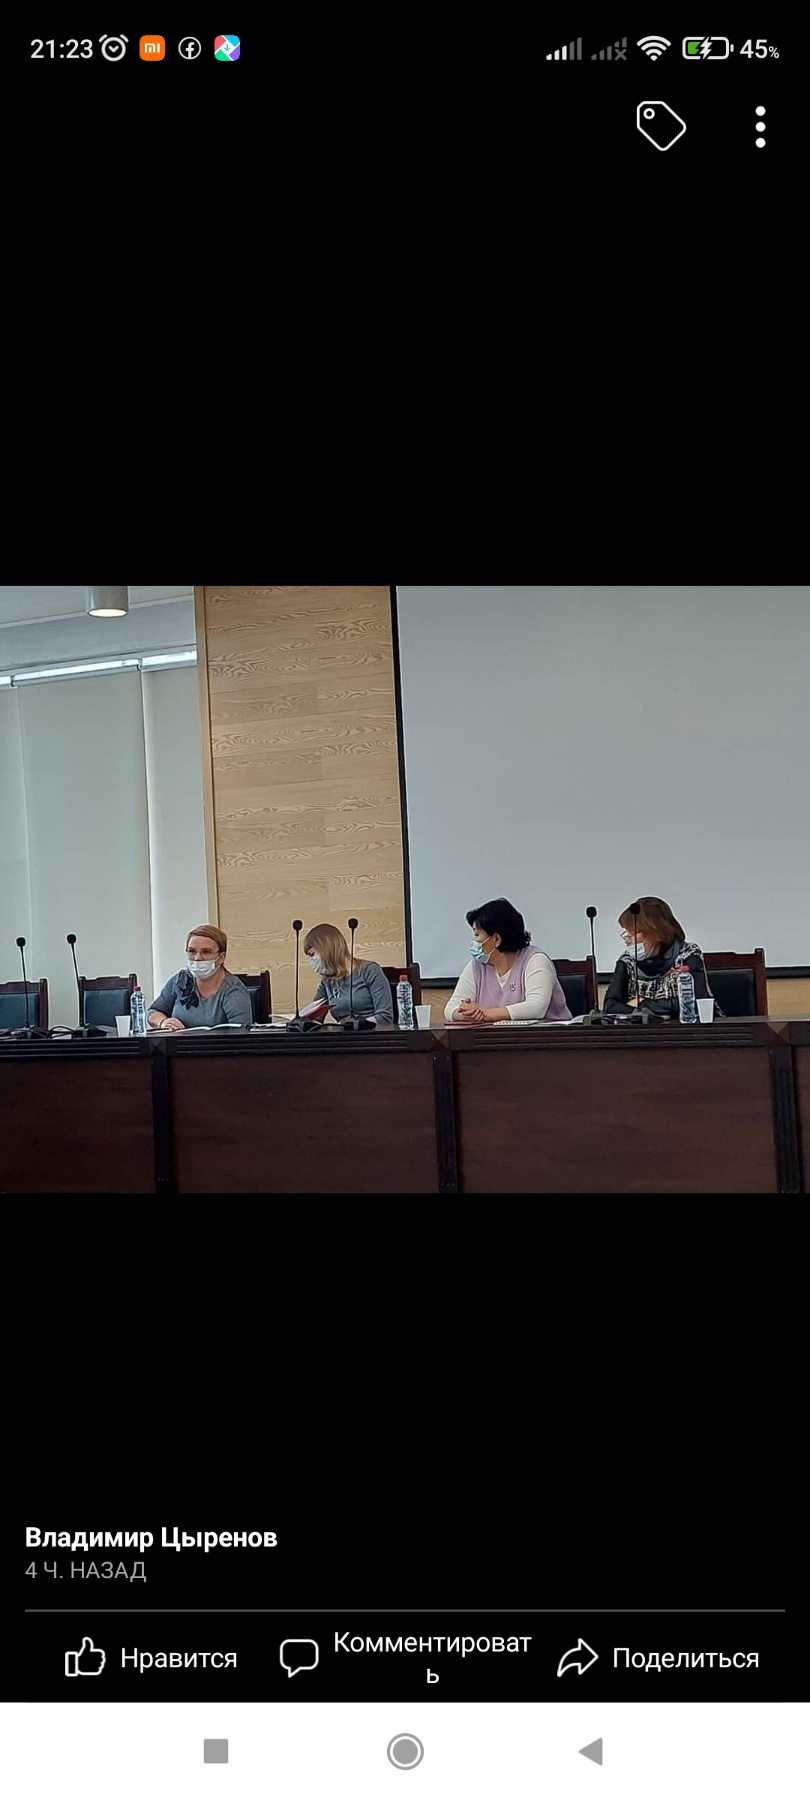 21:23 45%
Владимир Цыренов
4 Ч. НАЗАД
Нравится
Комментироват
ь
Поделиться